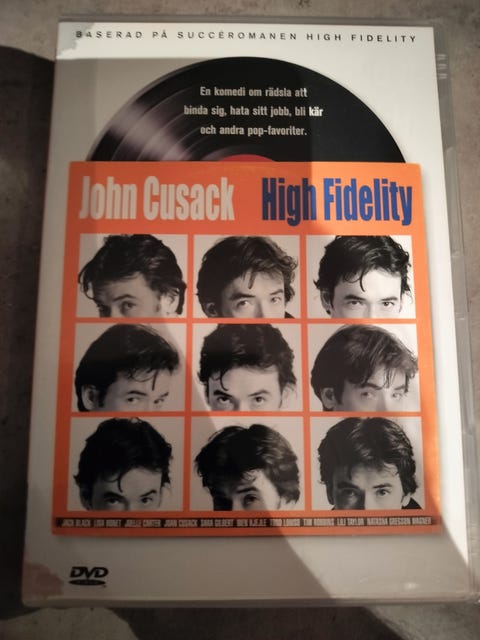 BASERAD PÅ SUCCÉROMANEN HIGH FIDELITY
En komedi om rädsla att
binda sig, hata sitt jobb, bli kär
och andra pop-favoriter.
John Cusack High Fidelity
JACK BLACK LISA BONET JOELLE CARTER JOAN CUSACK SARA GILBERT IBEN HJEJLE TODD LOUISO TIM ROBBINS LILI TAYLOR NATASHA GREGSON WAGNER
DVD